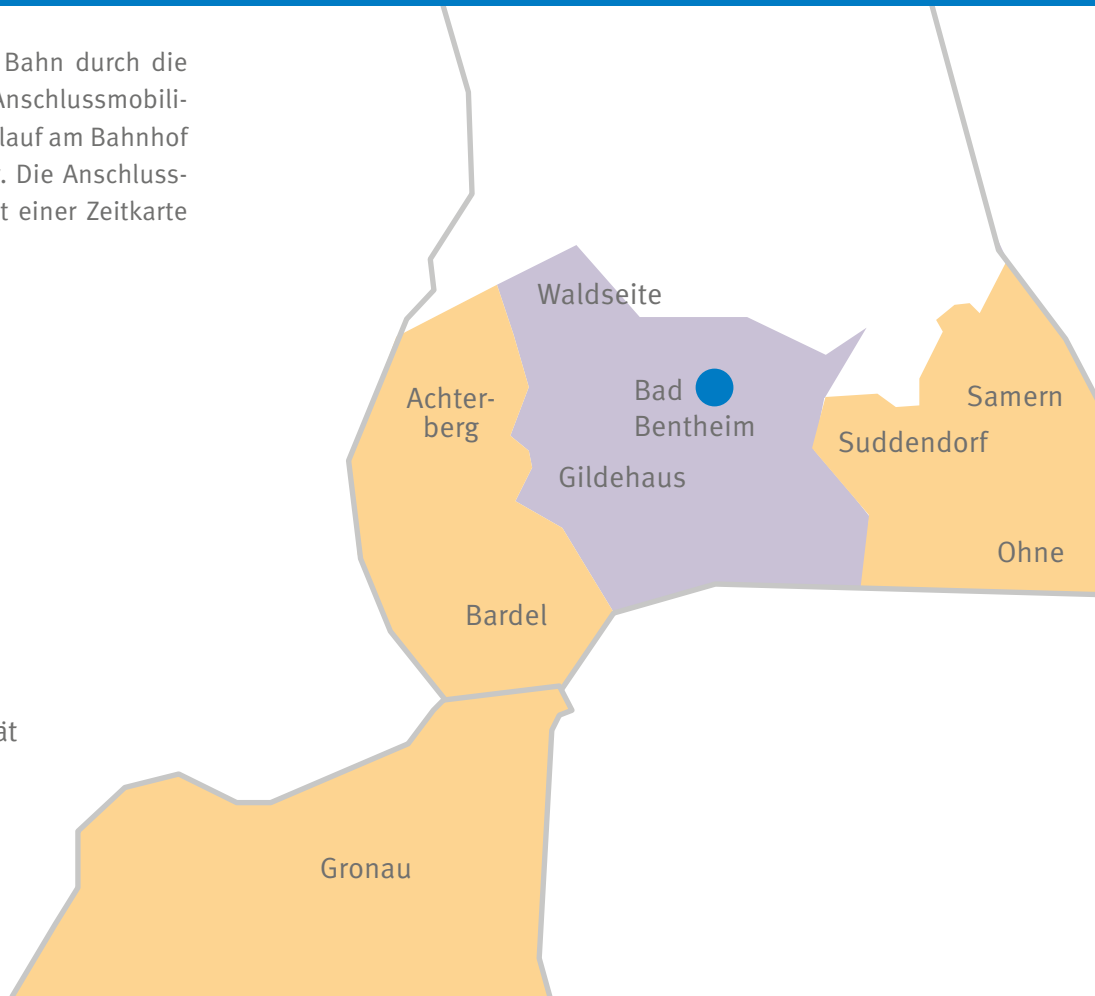 Bahn durch die
Anschlussmobili-
lauf am Bahnhof
. Die Anschluss-
t einer Zeitkarte
Waldseite
Achter-
berg
Bad
Bentheim
Samern
Suddendorf
Gildehaus
Ohne
Bardel
ät
Gronau